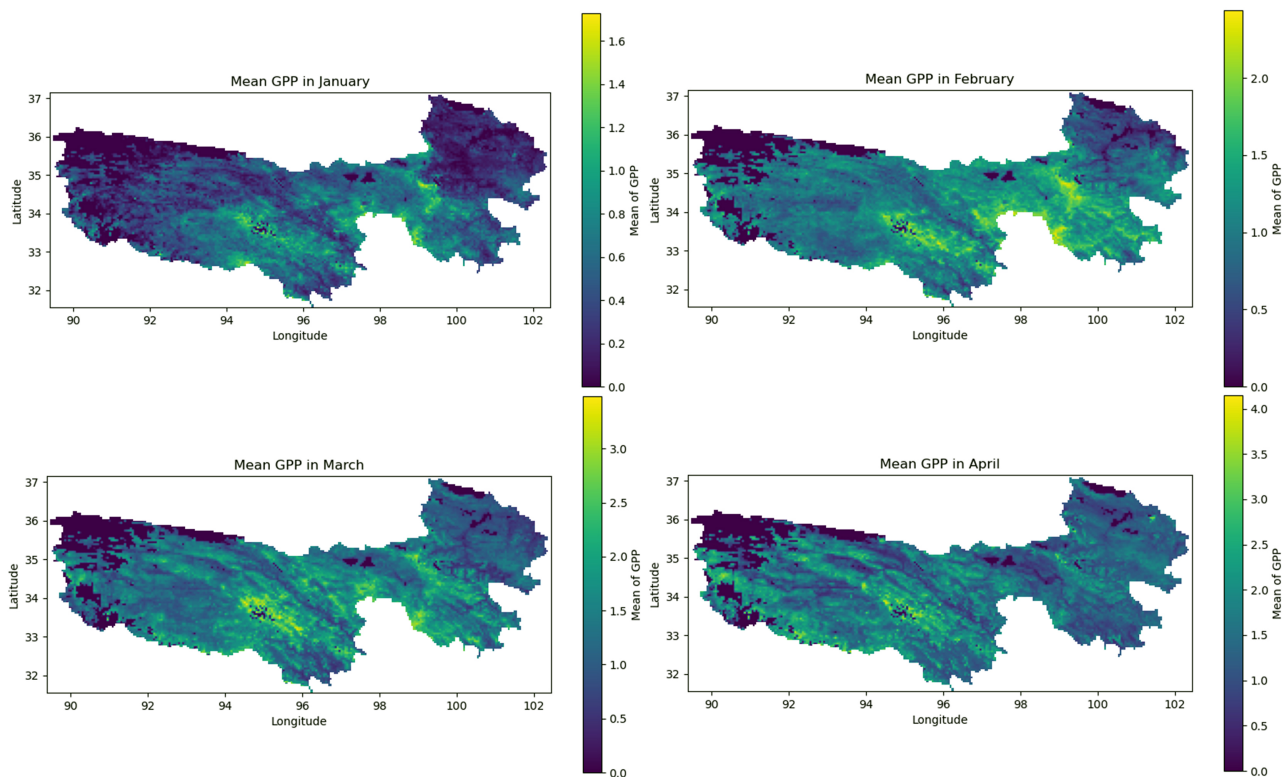 Mean GPP in January
37
36
35
34
33
32
Latitude
90 92 94 96 98 100 102
Longitude
1.6
1.4
1.2
1.0
0.8
0.6
0.4
0.2
0.0
Mean of GPP
Mean GPP in February
37
36
35
34
33
32
Latitude
90 92 94 96 98 100 102
Longitude
2.0
1.5
1.0
0.5
0.0
Mean of GPP
Mean GPP in March
37
36
35
34
33
32
Latitude
90 92 94 96 98 100 102
Longitude
3.0
2.5
2.0
1.5
1.0
0.5
0.0
Mean of GPP
Mean GPP in April
37
36
35
34
33
32
Latitude
90 92 94 96 98 100 102
Longitude
4.0
3.5
3.0
2.5
2.0
1.5
1.0
0.5
0.0
Mean of GPP